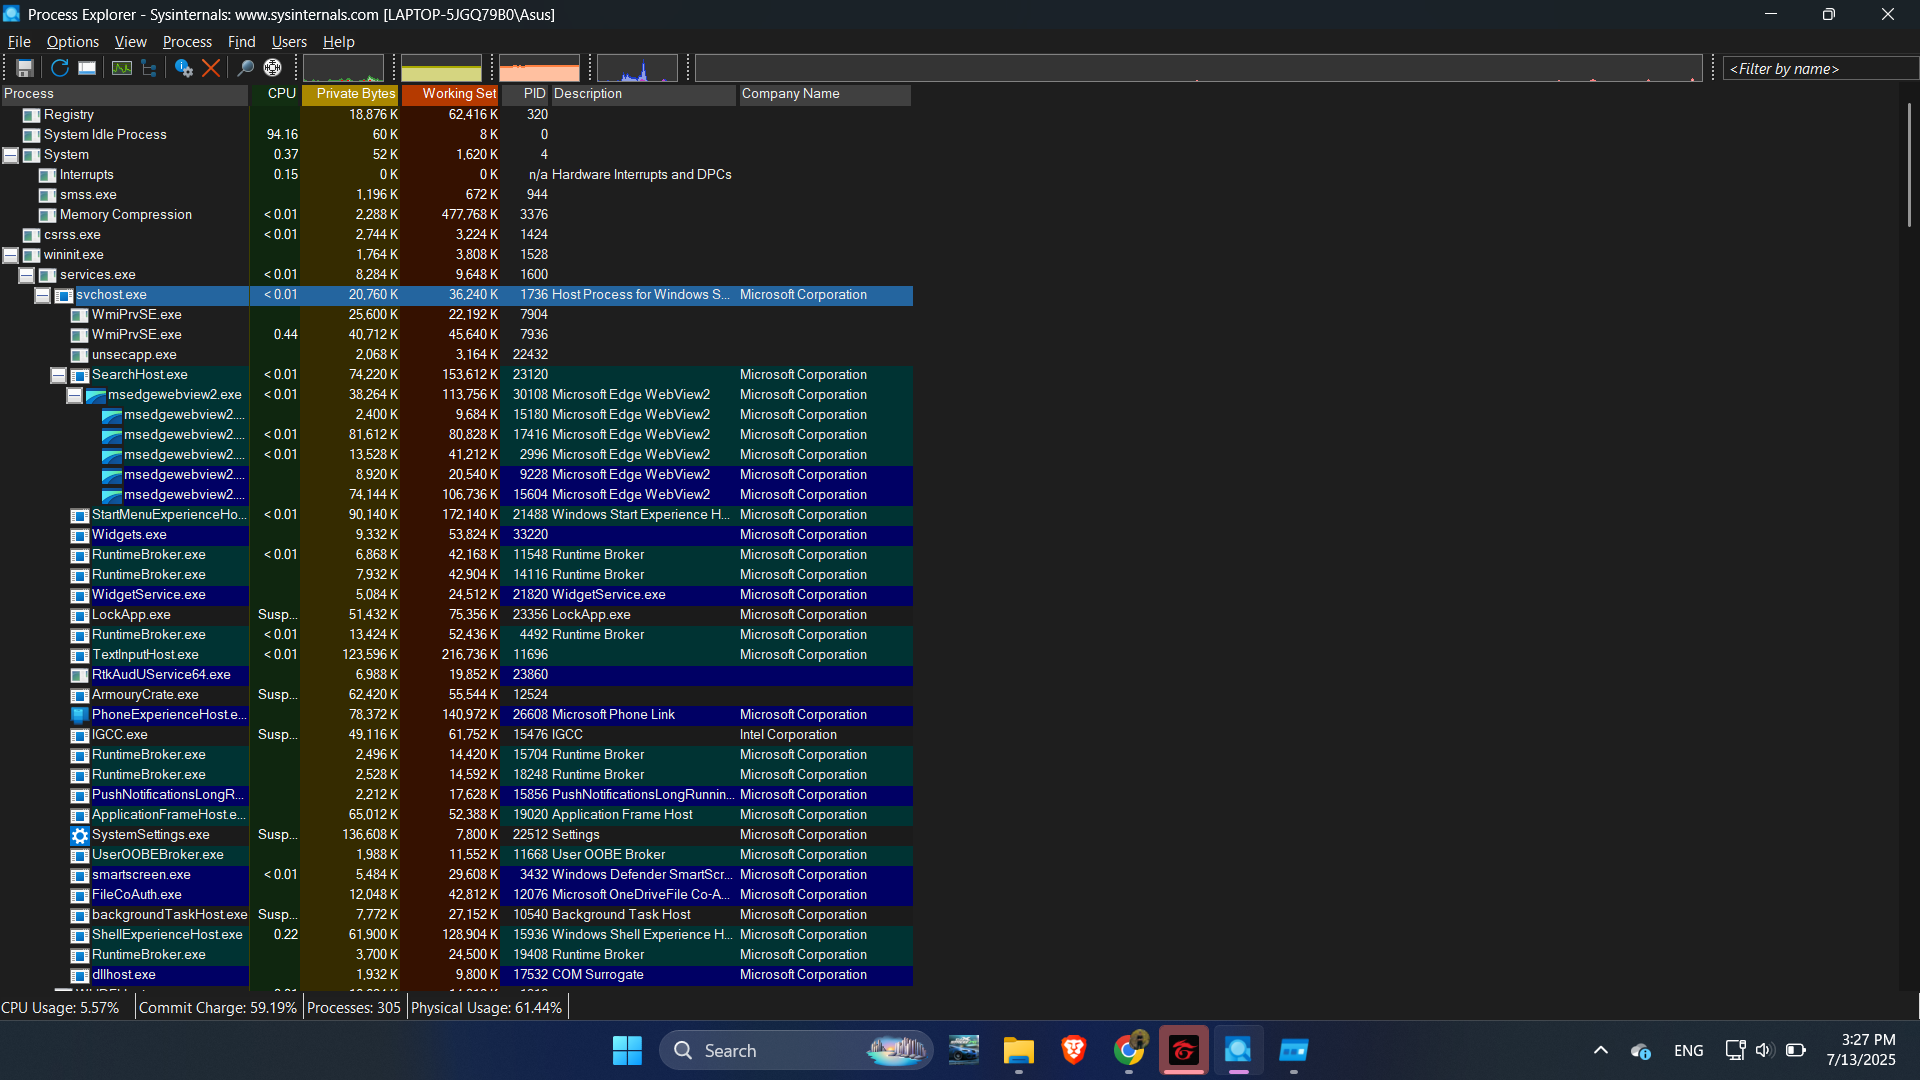 Process Explorer - Sysinternals: www.sysinternals.com [LAPTOP-5JGQ79B0\Asus]
File Options View Process Find Users Help
<Filter by name>
Process CPU Private Bytes Working Set PID Description Company Name
Registry 18,876 K 62,416 K 320
System Idle Process 94.16 60 K 8 K 0
System 0.37 52 K 1,620 K 4
Interrupts 0.15 0 K 0 K n/a Hardware Interrupts and DPCs
smss.exe 1,196 K 672 K 944
Memory Compression < 0.01 2,288 K 477,768 K 3376
csrss.exe < 0.01 2,744 K 3,224 K 1424
wininit.exe 1,764 K 3,808 K 1528
services.exe < 0.01 8,284 K 9,648 K 1600
svchost.exe < 0.01 20,760 K 36,240 K 1736 Host Process for Windows S... Microsoft Corporation
WmiPrvSE.exe 25,600 K 22,192 K 7904
WmiPrvSE.exe 0.44 40,712 K 45,640 K 7936
unsecapp.exe 2,068 K 3,164 K 22432
SearchHost.exe < 0.01 74,220 K 153,612 K 23120 Microsoft Corporation
msedgewebview2.exe < 0.01 38,264 K 113,756 K 30108 Microsoft Edge WebView2 Microsoft Corporation
msedgewebview2.... 2,400 K 9,684 K 15180 Microsoft Edge WebView2 Microsoft Corporation
msedgewebview2.... < 0.01 81,612 K 80,828 K 17416 Microsoft Edge WebView2 Microsoft Corporation
msedgewebview2.... < 0.01 13,528 K 41,212 K 2996 Microsoft Edge WebView2 Microsoft Corporation
msedgewebview2.... 8,920 K 20,540 K 9228 Microsoft Edge WebView2 Microsoft Corporation
msedgewebview2.... 74,144 K 106,736 K 15604 Microsoft Edge WebView2 Microsoft Corporation
StartMenuExperienceHo... < 0.01 90,140 K 172,140 K 21488 Windows Start Experience H... Microsoft Corporation
Widgets.exe 9,332 K 53,824 K 33220 Microsoft Corporation
RuntimeBroker.exe < 0.01 6,868 K 42,168 K 11548 Runtime Broker Microsoft Corporation
RuntimeBroker.exe 7,932 K 42,904 K 14116 Runtime Broker Microsoft Corporation
WidgetService.exe 5,084 K 24,512 K 21820 WidgetService.exe Microsoft Corporation
LockApp.exe Susp... 51,432 K 75,356 K 23356 LockApp.exe Microsoft Corporation
RuntimeBroker.exe < 0.01 13,424 K 52,436 K 4492 Runtime Broker Microsoft Corporation
TextInputHost.exe < 0.01 123,596 K 216,736 K 11696 Microsoft Corporation
RtkAudUService64.exe 6,988 K 19,852 K 23860
ArmouryCrate.exe Susp... 62,420 K 55,544 K 12524
PhoneExperienceHost.e... 78,372 K 140,972 K 26608 Microsoft Phone Link Microsoft Corporation
IGCC.exe Susp... 49,116 K 61,752 K 15476 IGCC Intel Corporation
RuntimeBroker.exe 2,496 K 14,420 K 15704 Runtime Broker Microsoft Corporation
RuntimeBroker.exe 2,528 K 14,592 K 18248 Runtime Broker Microsoft Corporation
PushNotificationsLongR... 2,212 K 17,628 K 15856 PushNotificationsLongRunnin... Microsoft Corporation
ApplicationFrameHost.e... 65,012 K 52,388 K 19020 Application Frame Host Microsoft Corporation
SystemSettings.exe Susp... 136,608 K 7,800 K 22512 Settings Microsoft Corporation
UserOOBEBroker.exe 1,988 K 11,552 K 11668 User OOBE Broker Microsoft Corporation
smartscreen.exe < 0.01 5,484 K 29,608 K 3432 Windows Defender SmartScr... Microsoft Corporation
FileCoAuth.exe 12,048 K 42,812 K 12076 Microsoft OneDriveFile Co-A... Microsoft Corporation
backgroundTaskHost.exe Susp... 7,772 K 27,152 K 10540 Background Task Host Microsoft Corporation
ShellExperienceHost.exe 0.22 61,900 K 128,904 K 15936 Windows Shell Experience H... Microsoft Corporation
RuntimeBroker.exe 3,700 K 24,500 K 19408 Runtime Broker Microsoft Corporation
dllhost.exe 1,932 K 9,800 K 17532 COM Surrogate Microsoft Corporation
CPU Usage: 5.57% Commit Charge: 59.19% Processes: 305 Physical Usage: 61.44%
Search ENG 3:27 PM
7/13/2025